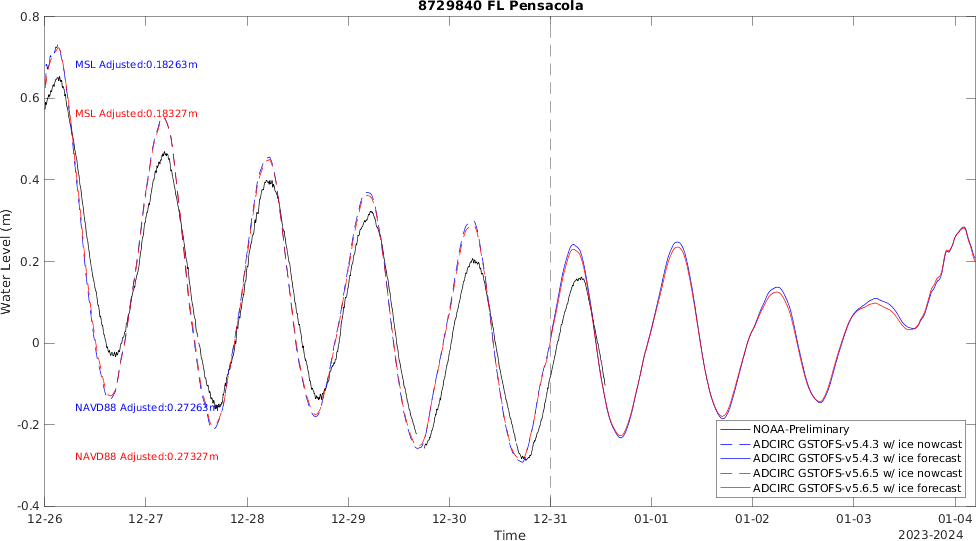 8729840 FL Pensacola
0.8
0.6
0.4
0.2
0
-0.2
-0.4
Water Level (m)
MSL Adjusted:0.18263m
MSL Adjusted:0.18327m
NAVD88 Adjusted:0.27263m
NAVD88 Adjusted:0.27327m
NOAA-Preliminary
ADCIRC GSTOFS-v5.4.3 w/ ice nowcast
ADCIRC GSTOFS-v5.4.3 w/ ice forecast
ADCIRC GSTOFS-v5.6.5 w/ ice nowcast
ADCIRC GSTOFS-v5.6.5 w/ ice forecast
12-26 12-27 12-28 12-29 12-30 12-31 01-01 01-02 01-03 01-04
Time
2023-2024